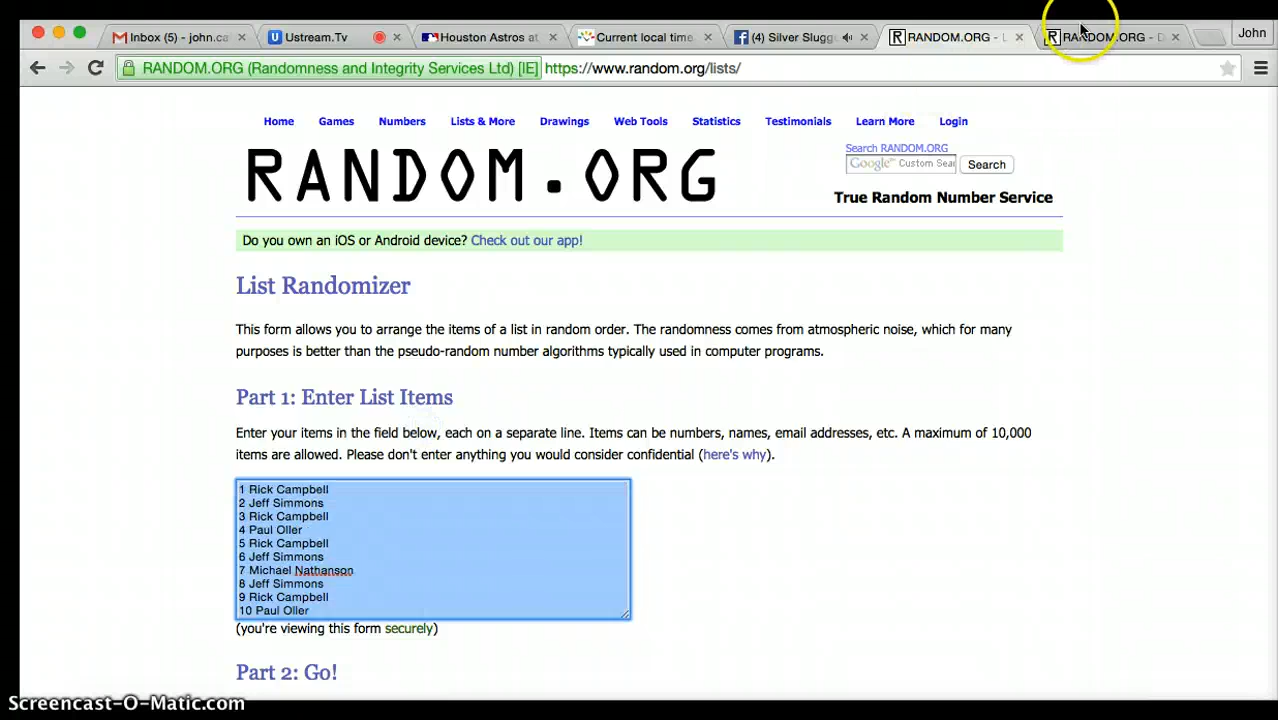 Inbox (5) - john.ca
Ustream.Tv
Houston Astros at
Current local time
(4) Silver Slugg
RANDOM.ORG - L
RANDOM.ORG - D
John
RANDOM.ORG (Randomness and Integrity Services Ltd) [IE] https://www.random.org/lists/
Home Games Numbers Lists & More Drawings Web Tools Statistics Testimonials Learn More Login
RANDOM.ORG
Search RANDOM.ORG
Google™ Custom Sear Search
True Random Number Service
Do you own an iOS or Android device? Check out our app!
List Randomizer
This form allows you to arrange the items of a list in random order. The randomness comes from atmospheric noise, which for many
purposes is better than the pseudo-random number algorithms typically used in computer programs.
Part 1: Enter List Items
Enter your items in the field below, each on a separate line. Items can be numbers, names, email addresses, etc. A maximum of 10,000
items are allowed. Please don't enter anything you would consider confidential (here's why).
1 Rick Campbell
2 Jeff Simmons
3 Rick Campbell
4 Paul Oller
5 Rick Campbell
6 Jeff Simmons
7 Michael Nathanson
8 Jeff Simmons
9 Rick Campbell
10 Paul Oller
(you're viewing this form securely)
Part 2: Go!
Screencast-O-Matic.com